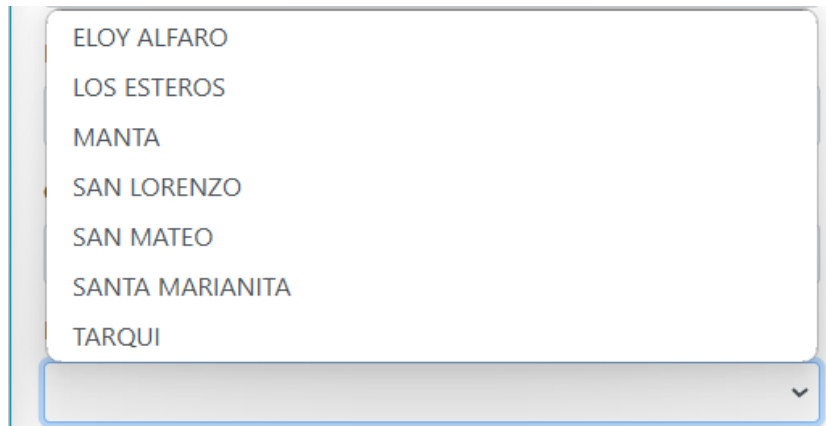 ELOY ALFARO
LOS ESTEROS
MANTA
SAN LORENZO
SAN MATEO
SANTA MARIANITA
TARQUI